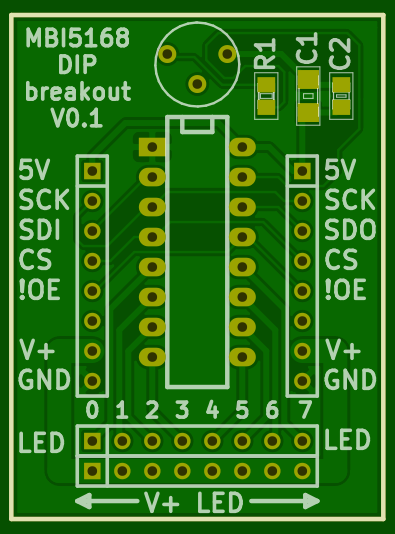 MBI5168
DIP
breakout
V0.1
R1
C1
C2
5V 5V
SCK SCK
SDI SDO
CS CS
!OE !OE
V+ V+
GND GND
0 1 2 3 4 5 6 7
LED LED
V+ LED